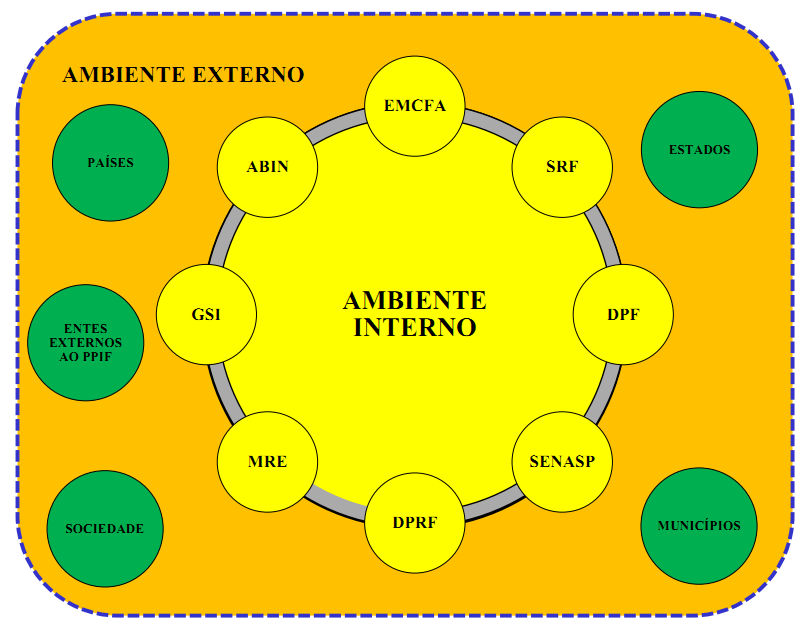 AMBIENTE EXTERNO
EMCFA
PAÍSES
ABIN
SRF
ESTADOS
GSI
AMBIENTE
INTERNO
DPF
ENTES
EXTERNOS
AO PPIF
MRE
SENASP
DPRF
SOCIEDADE
MUNICÍPIOS